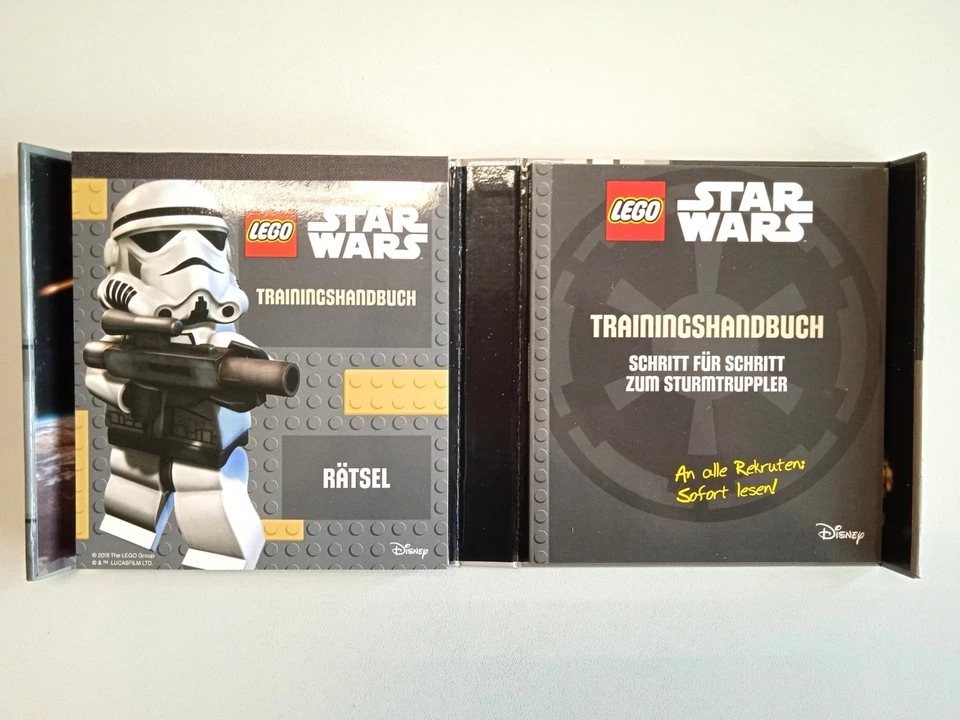 LEGO
STAR
WARS
TRAININGSHANDBUCH
RÄTSEL
© 2018 The LEGO Group
© & ™ LUCASFILM LTD.
Disney
LEGO
STAR
WARS
TRAININGSHANDBUCH
SCHRITT FÜR SCHRITT
ZUM STURMTRUPPLER
An alle Rekruten:
Sofort lesen!
Disney